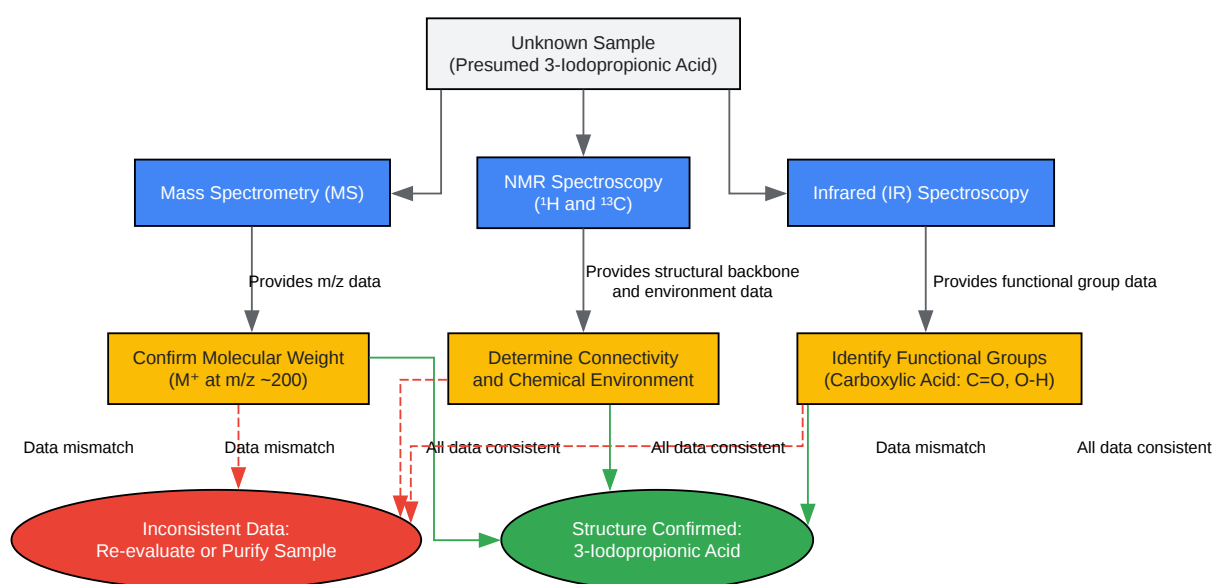 Unknown Sample
(Presumed 3-Iodopropionic Acid)
Mass Spectrometry (MS)
NMR Spectroscopy
(¹H and ¹³C)
Infrared (IR) Spectroscopy
Provides m/z data
Provides structural backbone
and environment data
Provides functional group data
Confirm Molecular Weight
(M⁺ at m/z ~200)
Determine Connectivity
and Chemical Environment
Identify Functional Groups
(Carboxylic Acid: C=O, O-H)
Data mismatch
Data mismatch
All data consistent
All data consistent
Data mismatch
All data consistent
Inconsistent Data:
Re-evaluate or Purify Sample
Structure Confirmed:
3-Iodopropionic Acid